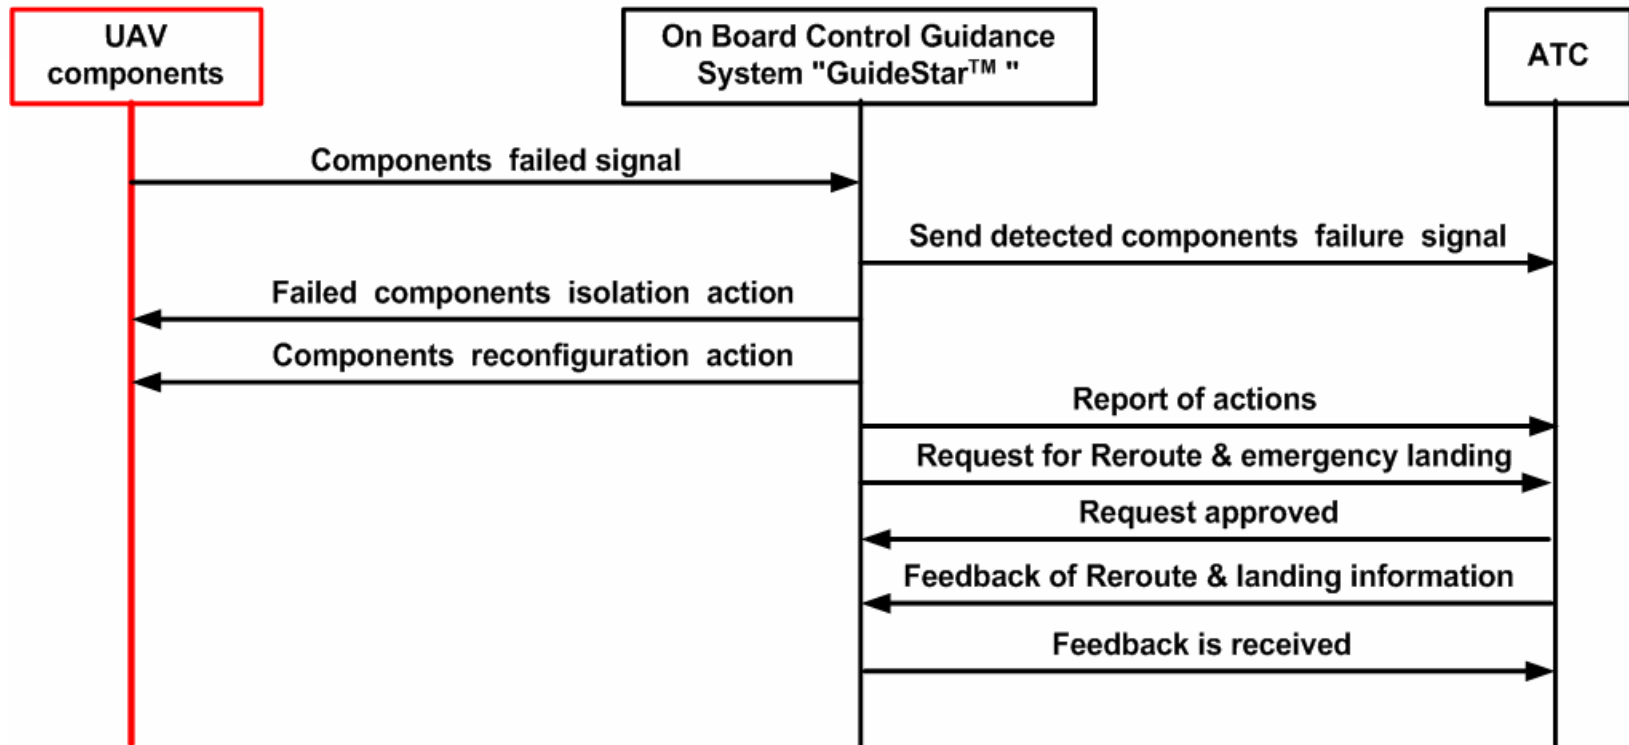 UAV
components
On Board Control Guidance
System "GuideStar™ "
ATC
Components failed signal
Send detected components failure signal
Failed components isolation action
Components reconfiguration action
Report of actions
Request for Reroute & emergency landing
Request approved
Feedback of Reroute & landing information
Feedback is received